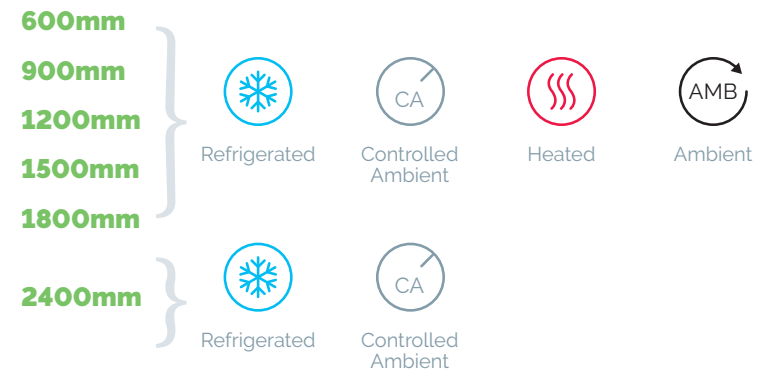 600mm
900mm
1200mm
1500mm
1800mm
CA
AMB
Refrigerated
Controlled
Ambient
Heated
Ambient
2400mm
CA
Refrigerated
Controlled
Ambient